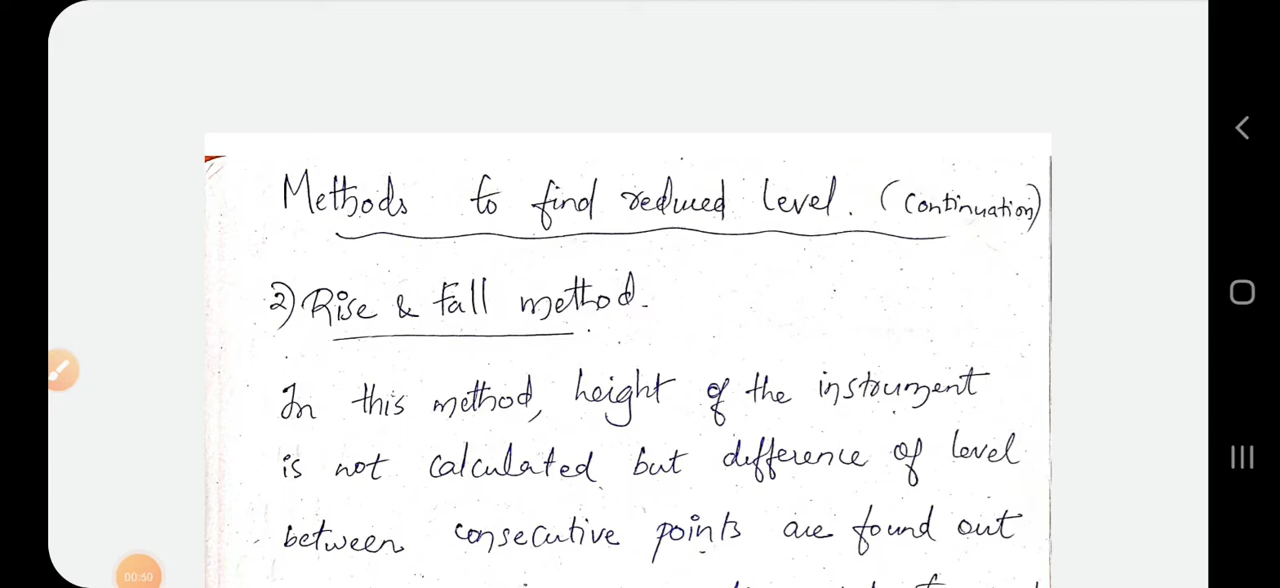 Methods to find reduced level. (Continuation)
2) Rise & Fall method.
In this method, height of the instrument
is not calculated but difference of level
between consecutive points are found out
00:50